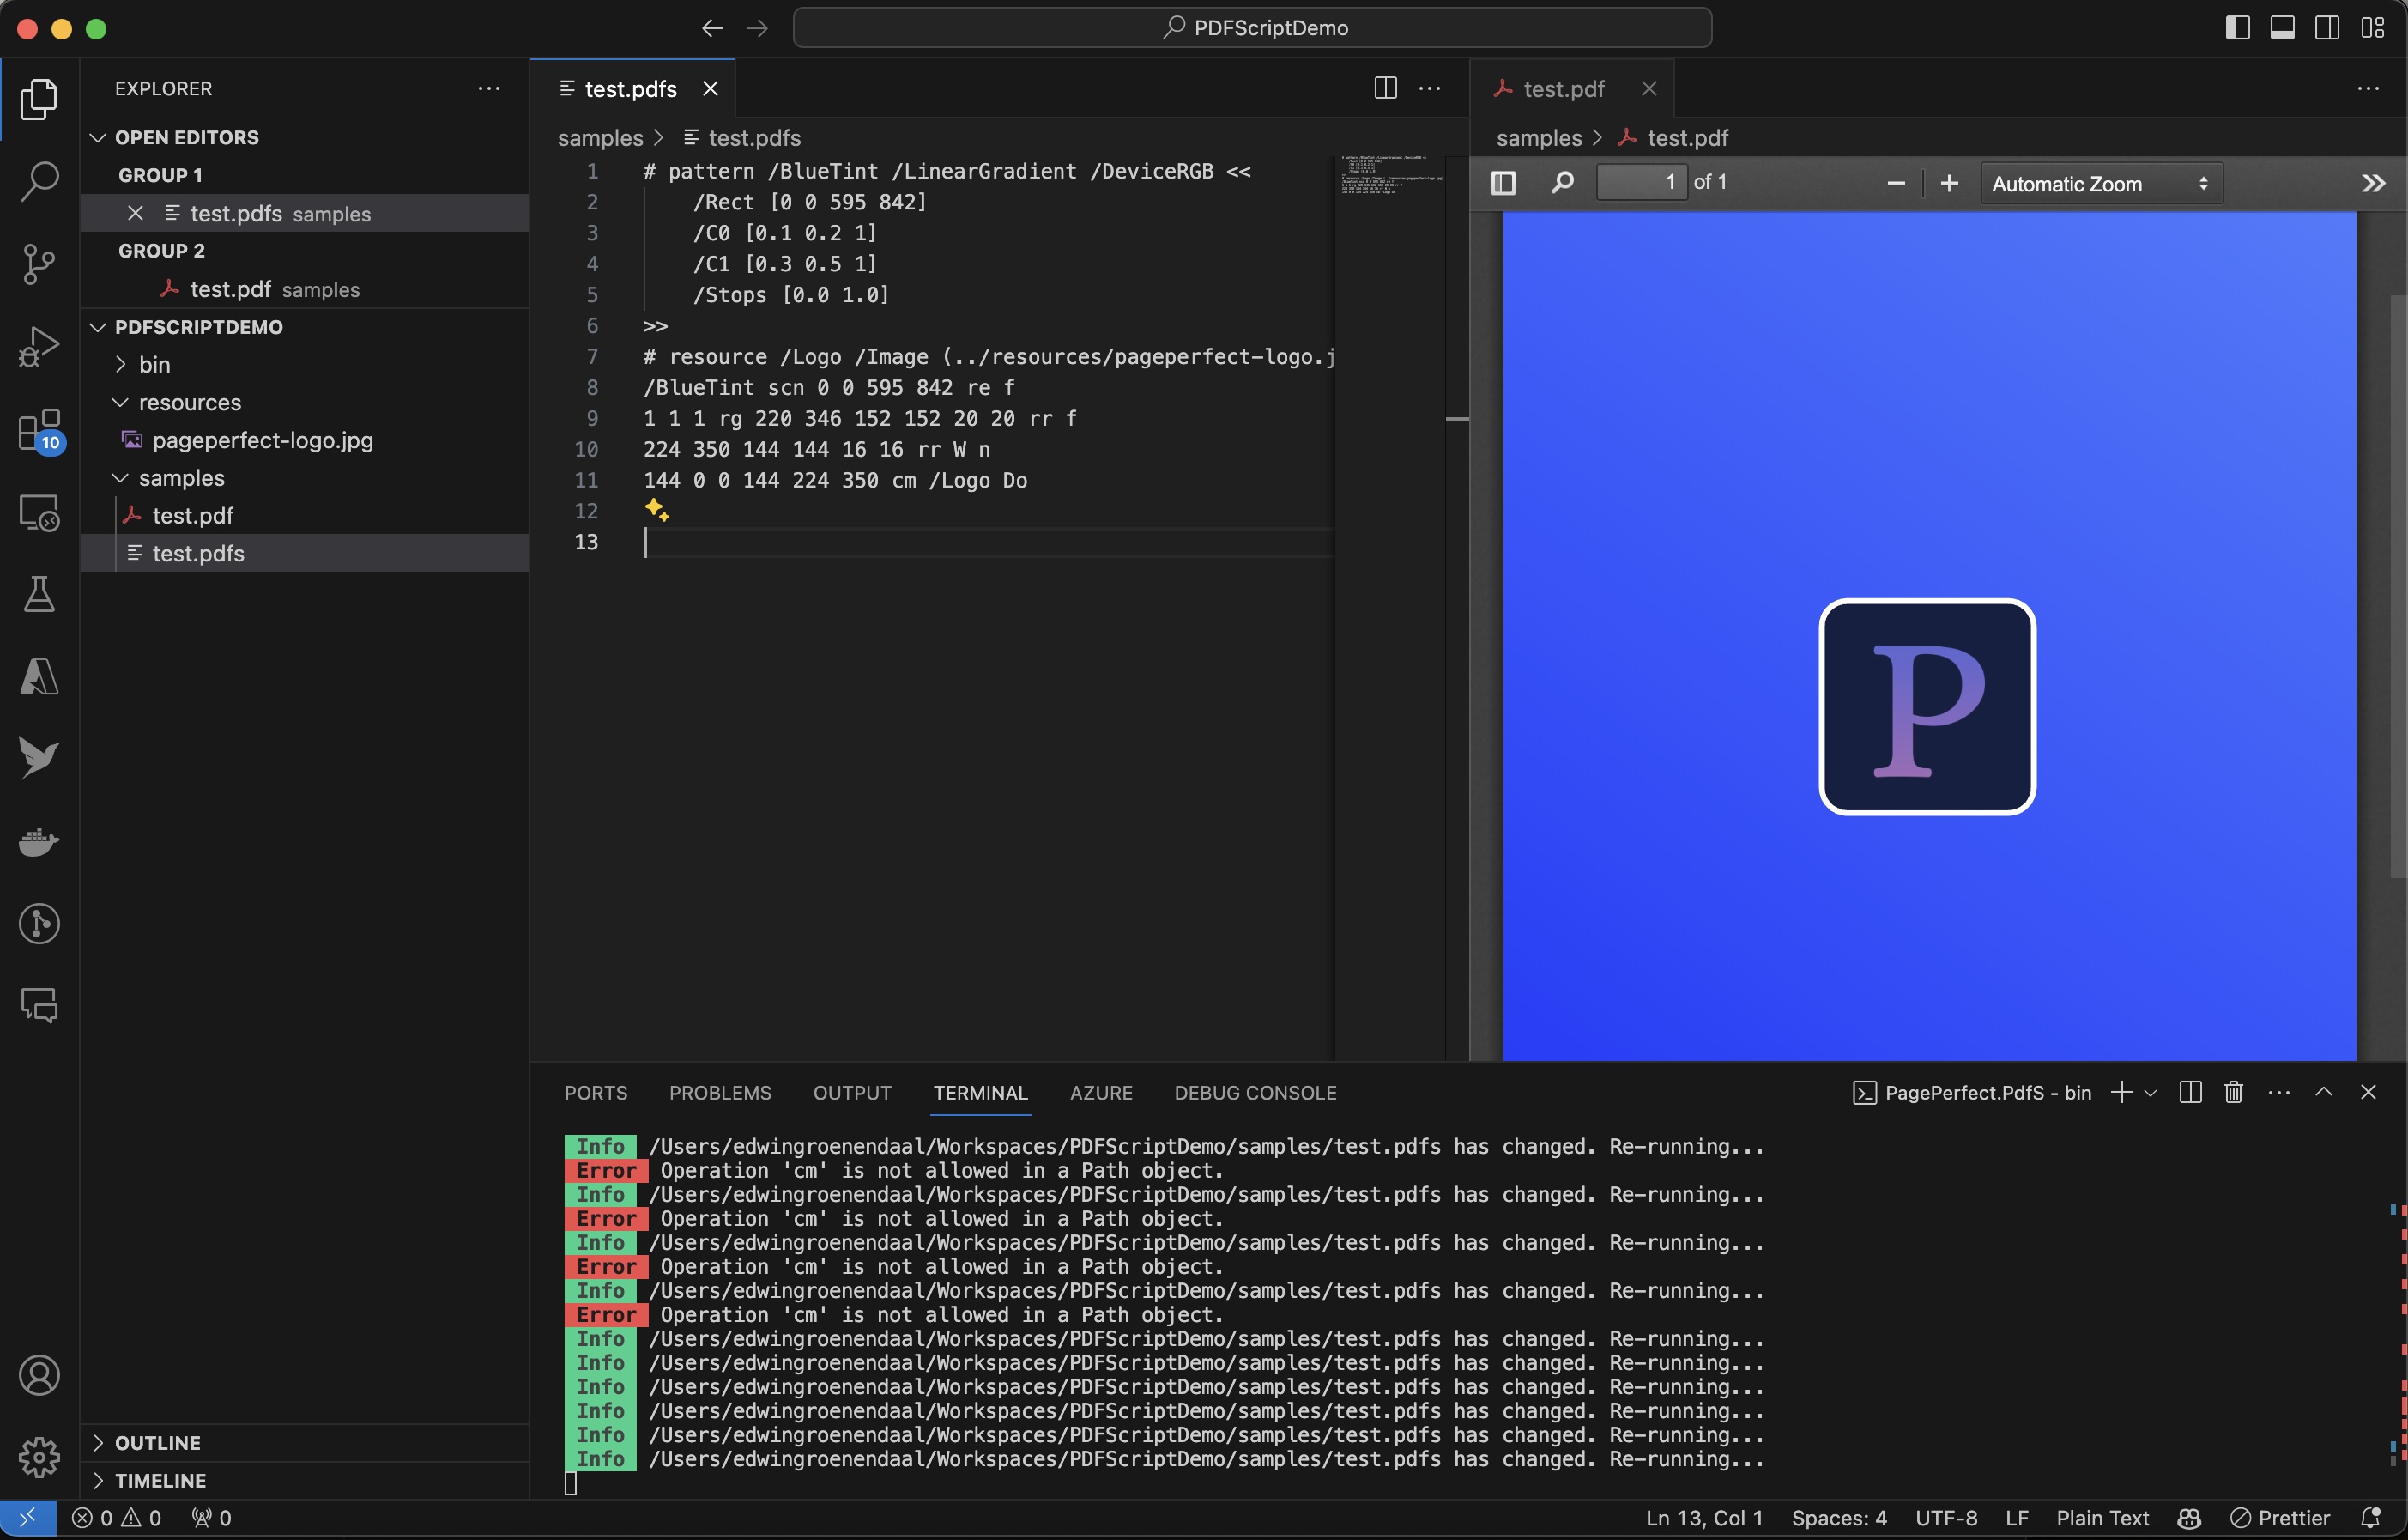 PDFScriptDemo
EXPLORER
OPEN EDITORS
GROUP 1
test.pdfs samples
GROUP 2
test.pdf samples
PDFSCRIPTDEMO
bin
resources
pageperfect-logo.jpg
samples
test.pdf
test.pdfs
OUTLINE
TIMELINE
10
test.pdfs
samples > test.pdfs
1 # pattern /BlueTint /LinearGradient /DeviceRGB <<
2 /Rect [0 0 595 842]
3 /C0 [0.1 0.2 1]
4 /C1 [0.3 0.5 1]
5 /Stops [0.0 1.0]
6 >>
7 # resource /Logo /Image (../resources/pageperfect-logo.j
8 /BlueTint scn 0 0 595 842 re f
9 1 1 1 rg 220 346 152 152 20 20 rr f
10 224 350 144 144 16 16 rr W n
11 144 0 0 144 224 350 cm /Logo Do
12
13
test.pdf
samples > test.pdf
1 of 1
Automatic Zoom
P
PORTS PROBLEMS OUTPUT TERMINAL AZURE DEBUG CONSOLE
PagePerfect.PdfS - bin
Info /Users/edwingroenendaal/Workspaces/PDFScriptDemo/samples/test.pdfs has changed. Re-running...
Error Operation 'cm' is not allowed in a Path object.
Info /Users/edwingroenendaal/Workspaces/PDFScriptDemo/samples/test.pdfs has changed. Re-running...
Error Operation 'cm' is not allowed in a Path object.
Info /Users/edwingroenendaal/Workspaces/PDFScriptDemo/samples/test.pdfs has changed. Re-running...
Error Operation 'cm' is not allowed in a Path object.
Info /Users/edwingroenendaal/Workspaces/PDFScriptDemo/samples/test.pdfs has changed. Re-running...
Error Operation 'cm' is not allowed in a Path object.
Info /Users/edwingroenendaal/Workspaces/PDFScriptDemo/samples/test.pdfs has changed. Re-running...
Info /Users/edwingroenendaal/Workspaces/PDFScriptDemo/samples/test.pdfs has changed. Re-running...
Info /Users/edwingroenendaal/Workspaces/PDFScriptDemo/samples/test.pdfs has changed. Re-running...
Info /Users/edwingroenendaal/Workspaces/PDFScriptDemo/samples/test.pdfs has changed. Re-running...
Info /Users/edwingroenendaal/Workspaces/PDFScriptDemo/samples/test.pdfs has changed. Re-running...
Info /Users/edwingroenendaal/Workspaces/PDFScriptDemo/samples/test.pdfs has changed. Re-running...
0 0 0
Ln 13, Col 1 Spaces: 4 UTF-8 LF Plain Text Prettier